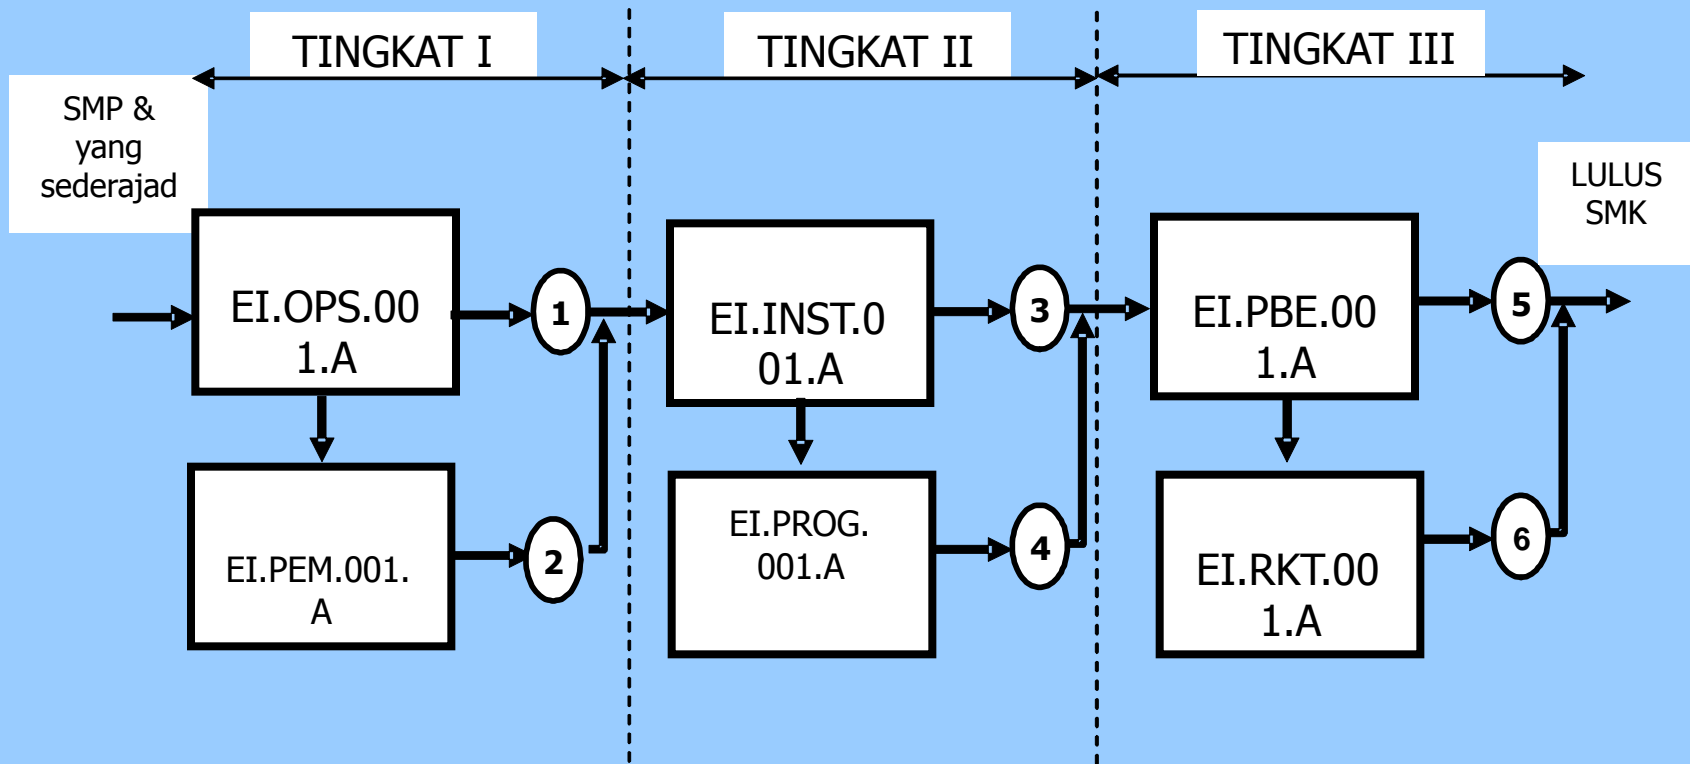 TINGKAT I
TINGKAT II
TINGKAT III
SMP &
yang
sederajad
LULUS
SMK
EI.OPS.00
1.A
1
EI.INST.0
01.A
3
EI.PBE.00
1.A
5
EI.PEM.001.
A
2
EI.PROG.
001.A
4
EI.RKT.00
1.A
6